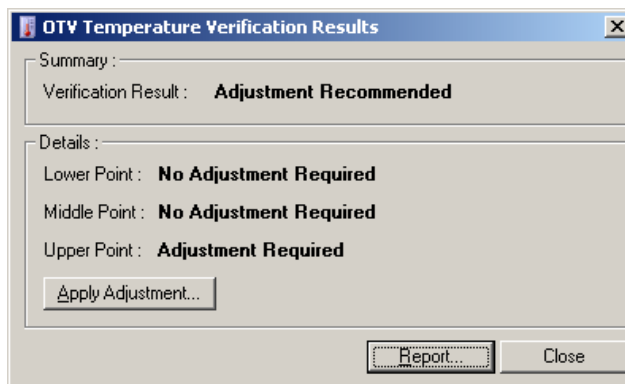 OTV Temperature Verification Results
Summary :
Verification Result : Adjustment Recommended
Details :
Lower Point : No Adjustment Required
Middle Point : No Adjustment Required
Upper Point : Adjustment Required
Apply Adjustment...
Report... Close